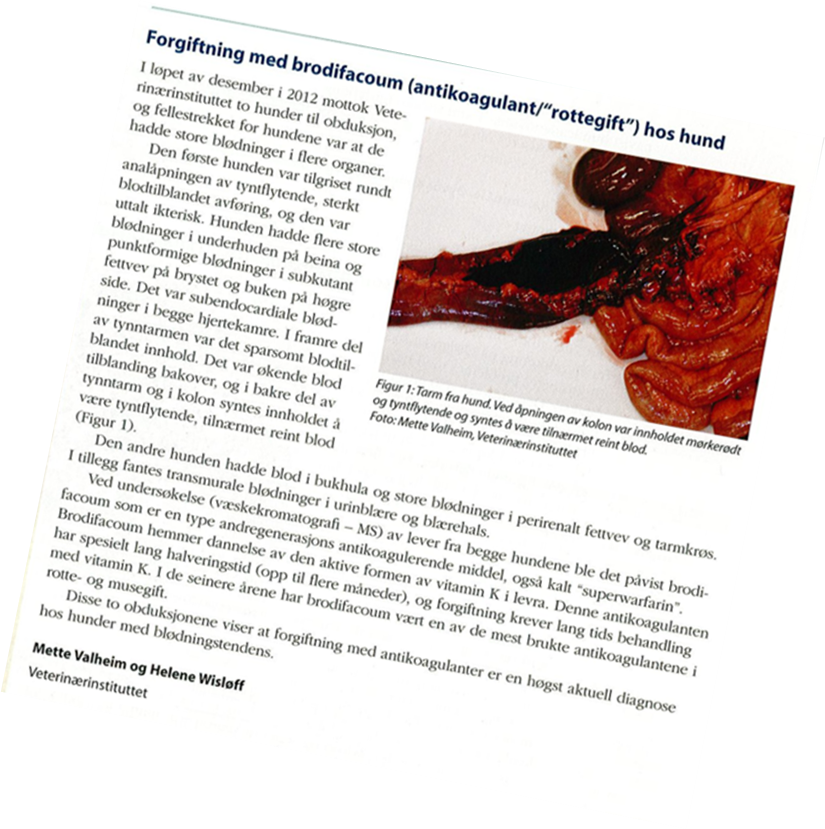 Forgiftning med brodifacoum (antikoagulant/“rottegift”) hos hund
I løpet av desember i 2012 mottok Vete-
rinærinstituttet to hunder til obduksjon,
og fellestrekket for hundene var at de
hadde store blødninger i flere organer.
Den første hunden var tilgriset rundt
analåpningen av tyntflytende, sterkt
blodtilblandet avføring, og den var
uttalt ikterisk. Hunden hadde flere store
blødninger i underhuden på beina og
punktformige blødninger i subkutant
fettvev på brystet og buken på høgre
side. Det var subendocardiale blød-
ninger i begge hjertekamre. I framre del
av tynntarmen var det sparsomt blodtil-
blandet innhold. Det var økende blod
tilblanding bakover, og i bakre del av
tynntarm og i kolon syntes innholdet å
være tyntflytende, tilnærmet reint blod
(Figur 1).
Figur 1: Tarm fra hund. Ved åpningen av kolon var innholdet mørkerødt
og tyntflytende og syntes å være tilnærmet reint blod.
Foto: Mette Valheim, Veterinærinstituttet
Den andre hunden hadde blod i bukhula og store blødninger i perirenalt fettvev og tarmkrøs.
I tillegg fantes transmurale blødninger i urinblære og blærehals.
Ved undersøkelse (væskekromatografi – MS) av lever fra begge hundene ble det påvist brodi-
facoum som er en type andregenerasjons antikoagulerende middel, også kalt “superwarfarin”.
Brodifacoum hemmer dannelse av den aktive formen av vitamin K i levra. Denne antikoagulanten
har spesielt lang halveringstid (opp til flere måneder), og forgiftning krever lang tids behandling
med vitamin K. I de seinere årene har brodifacoum vært en av de mest brukte antikoagulantene i
rotte- og musegift.
Disse to obduksjonene viser at forgiftning med antikoagulanter er en høgst aktuell diagnose
hos hunder med blødningstendens.
Mette Valheim og Helene Wisløff
Veterinærinstituttet